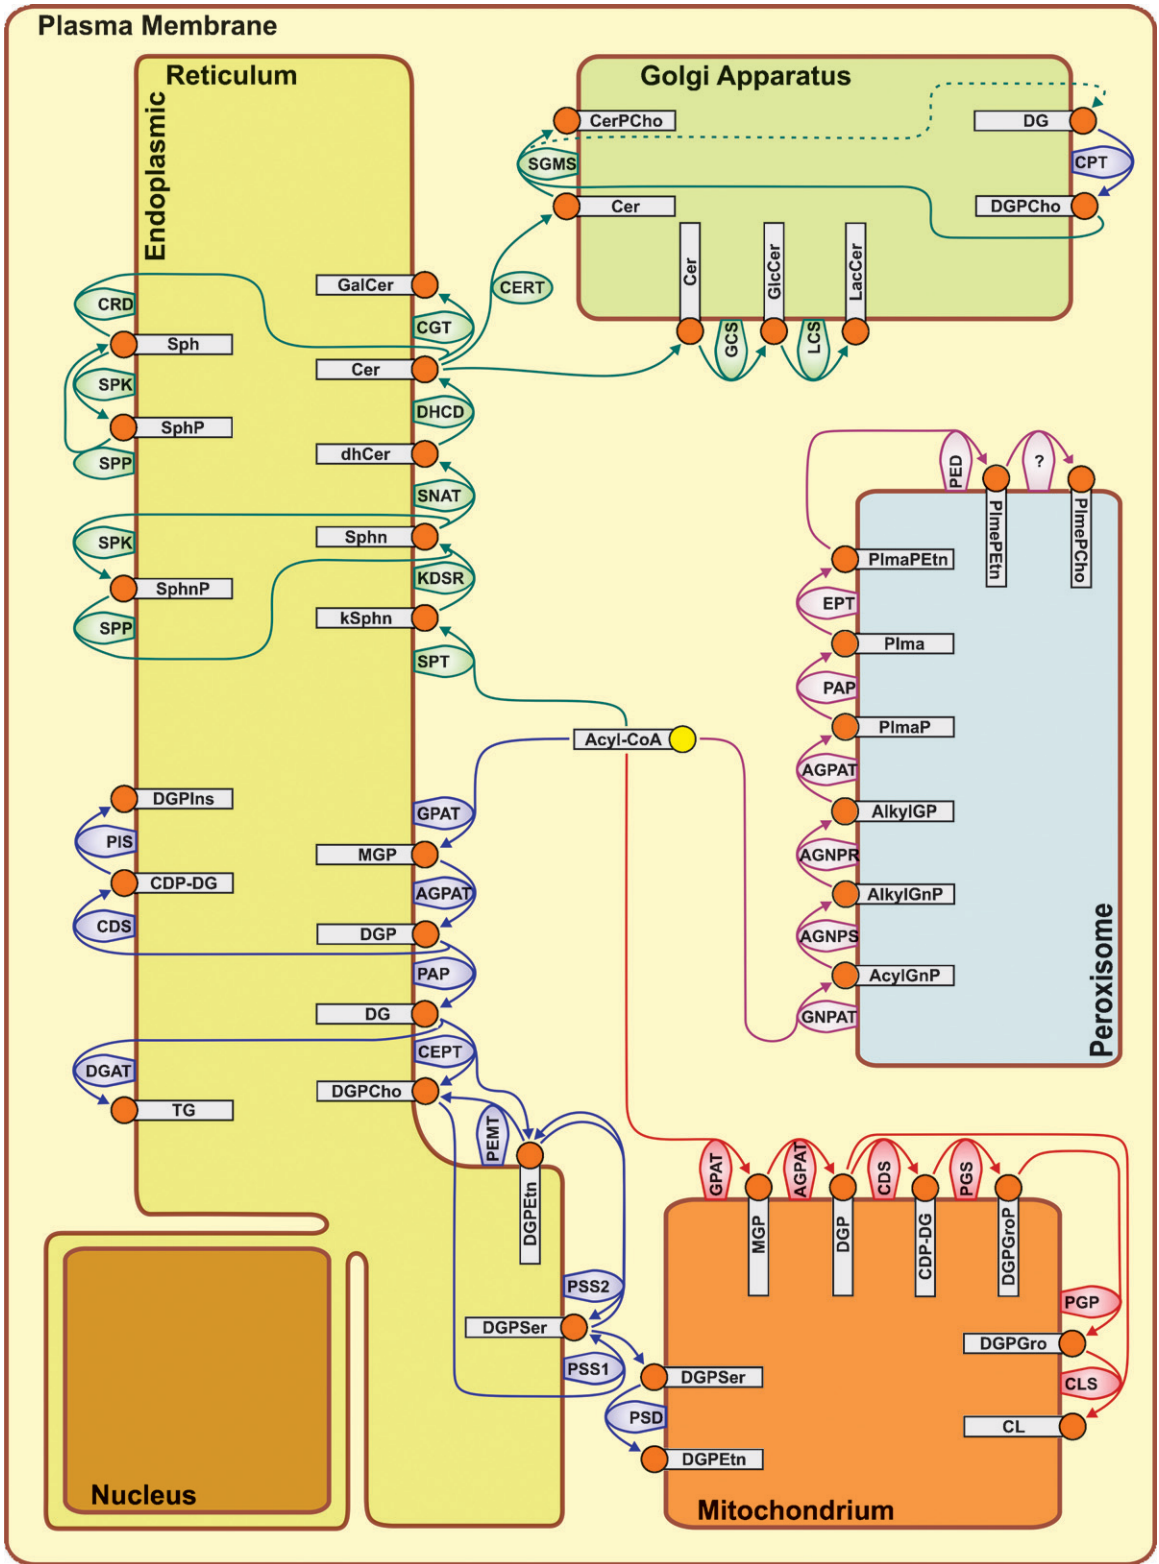 Plasma Membrane
Reticulum
Endoplasmic
Golgi Apparatus
CerPCho
DG
SGMS
CPT
Cer
DGPCho
Cer
GlcCer
LacCer
GCS
LCS
CERT
GalCer
CRD
CGT
Sph
Cer
SPK
DHCD
SphP
dhCer
SPP
SNAT
Sphn
SPK
KDSR
SphnP
kSphn
SPP
SPT
Acyl-CoA
PED
?
PlmePEtn
PlmePCho
PlmaPEtn
EPT
Plma
PAP
PlmaP
AGPAT
AlkylGP
AGNPR
AlkylGnP
AGNPS
AcylGnP
GNPAT
Peroxisome
DGPIns
GPAT
PIS
MGP
CDP-DG
AGPAT
CDS
DGP
PAP
DG
CEPT
DGAT
DGPCho
TG
PEMT
DGPEtn
PSS2
DGPSer
PSS1
DGPSer
PSD
DGPEtn
GPAT
AGPAT
CDS
PGS
MGP
DGP
CDP-DG
DGPGroP
PGP
DGPGro
CLS
CL
Mitochondrium
Nucleus